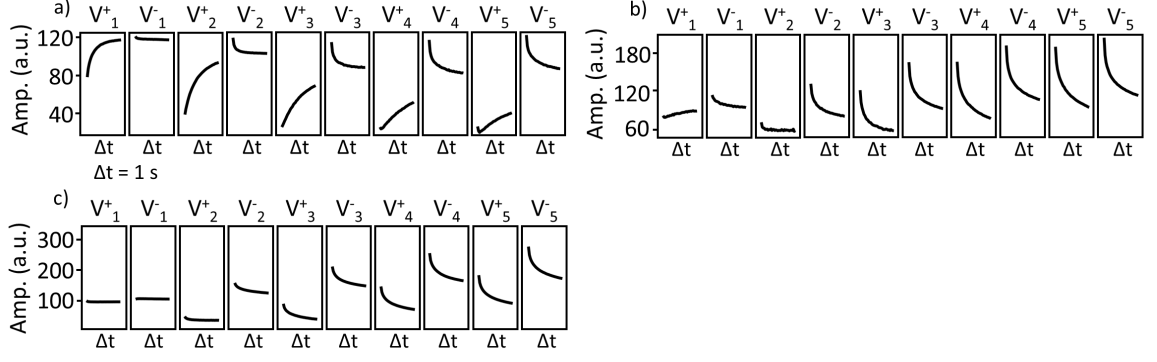 a) V⁺₁ V⁻₁ V⁺₂ V⁻₂ V⁺₃ V⁻₃ V⁺₄ V⁻₄ V⁺₅ V⁻₅
Amp. (a.u.)
120
80
40
Δt Δt Δt Δt Δt Δt Δt Δt Δt Δt
Δt = 1 s
b) V⁺₁ V⁻₁ V⁺₂ V⁻₂ V⁺₃ V⁻₃ V⁺₄ V⁻₄ V⁺₅ V⁻₅
Amp. (a.u.)
180
120
60
Δt Δt Δt Δt Δt Δt Δt Δt Δt Δt
c) V⁺₁ V⁻₁ V⁺₂ V⁻₂ V⁺₃ V⁻₃ V⁺₄ V⁻₄ V⁺₅ V⁻₅
Amp. (a.u.)
300
200
100
Δt Δt Δt Δt Δt Δt Δt Δt Δt Δt